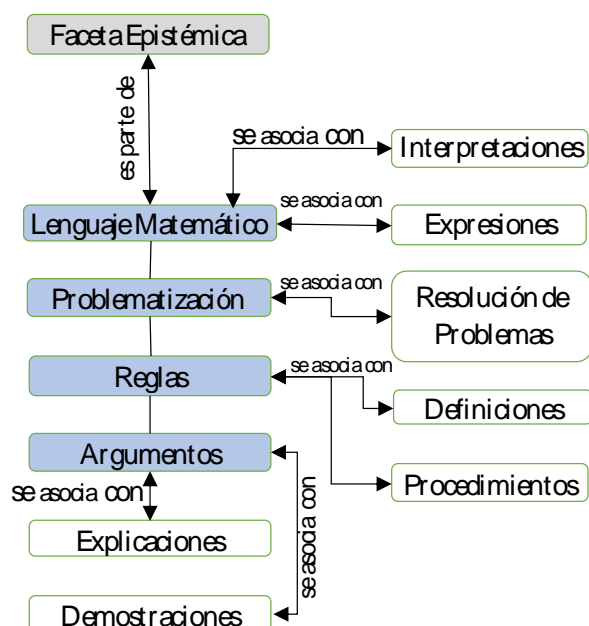 Faceta Epistémica
es parte de
se asocia con
Interpretaciones
se asocia con
Lenguaje Matemático
Expresiones
se asocia con
Problematización
Resolución de
Problemas
se asocia con
Reglas
Definiciones
Argumentos
se asocia con
Procedimientos
Explicaciones
se asocia con
Demostraciones